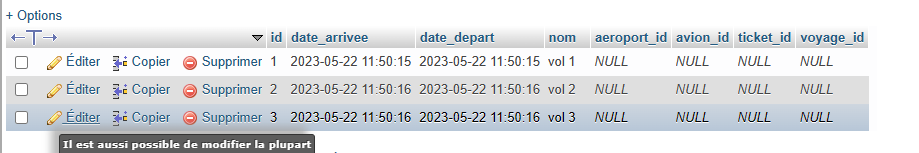 + Options
←T→ id date_arrivee date_depart nom aeroport_id avion_id ticket_id voyage_id
Éditer Copier Supprimer 1 2023-05-22 11:50:15 2023-05-22 11:50:15 vol 1 NULL NULL NULL NULL
Éditer Copier Supprimer 2 2023-05-22 11:50:16 2023-05-22 11:50:16 vol 2 NULL NULL NULL NULL
Éditer Copier Supprimer 3 2023-05-22 11:50:16 2023-05-22 11:50:16 vol 3 NULL NULL NULL NULL
Il est aussi possible de modifier la plupart